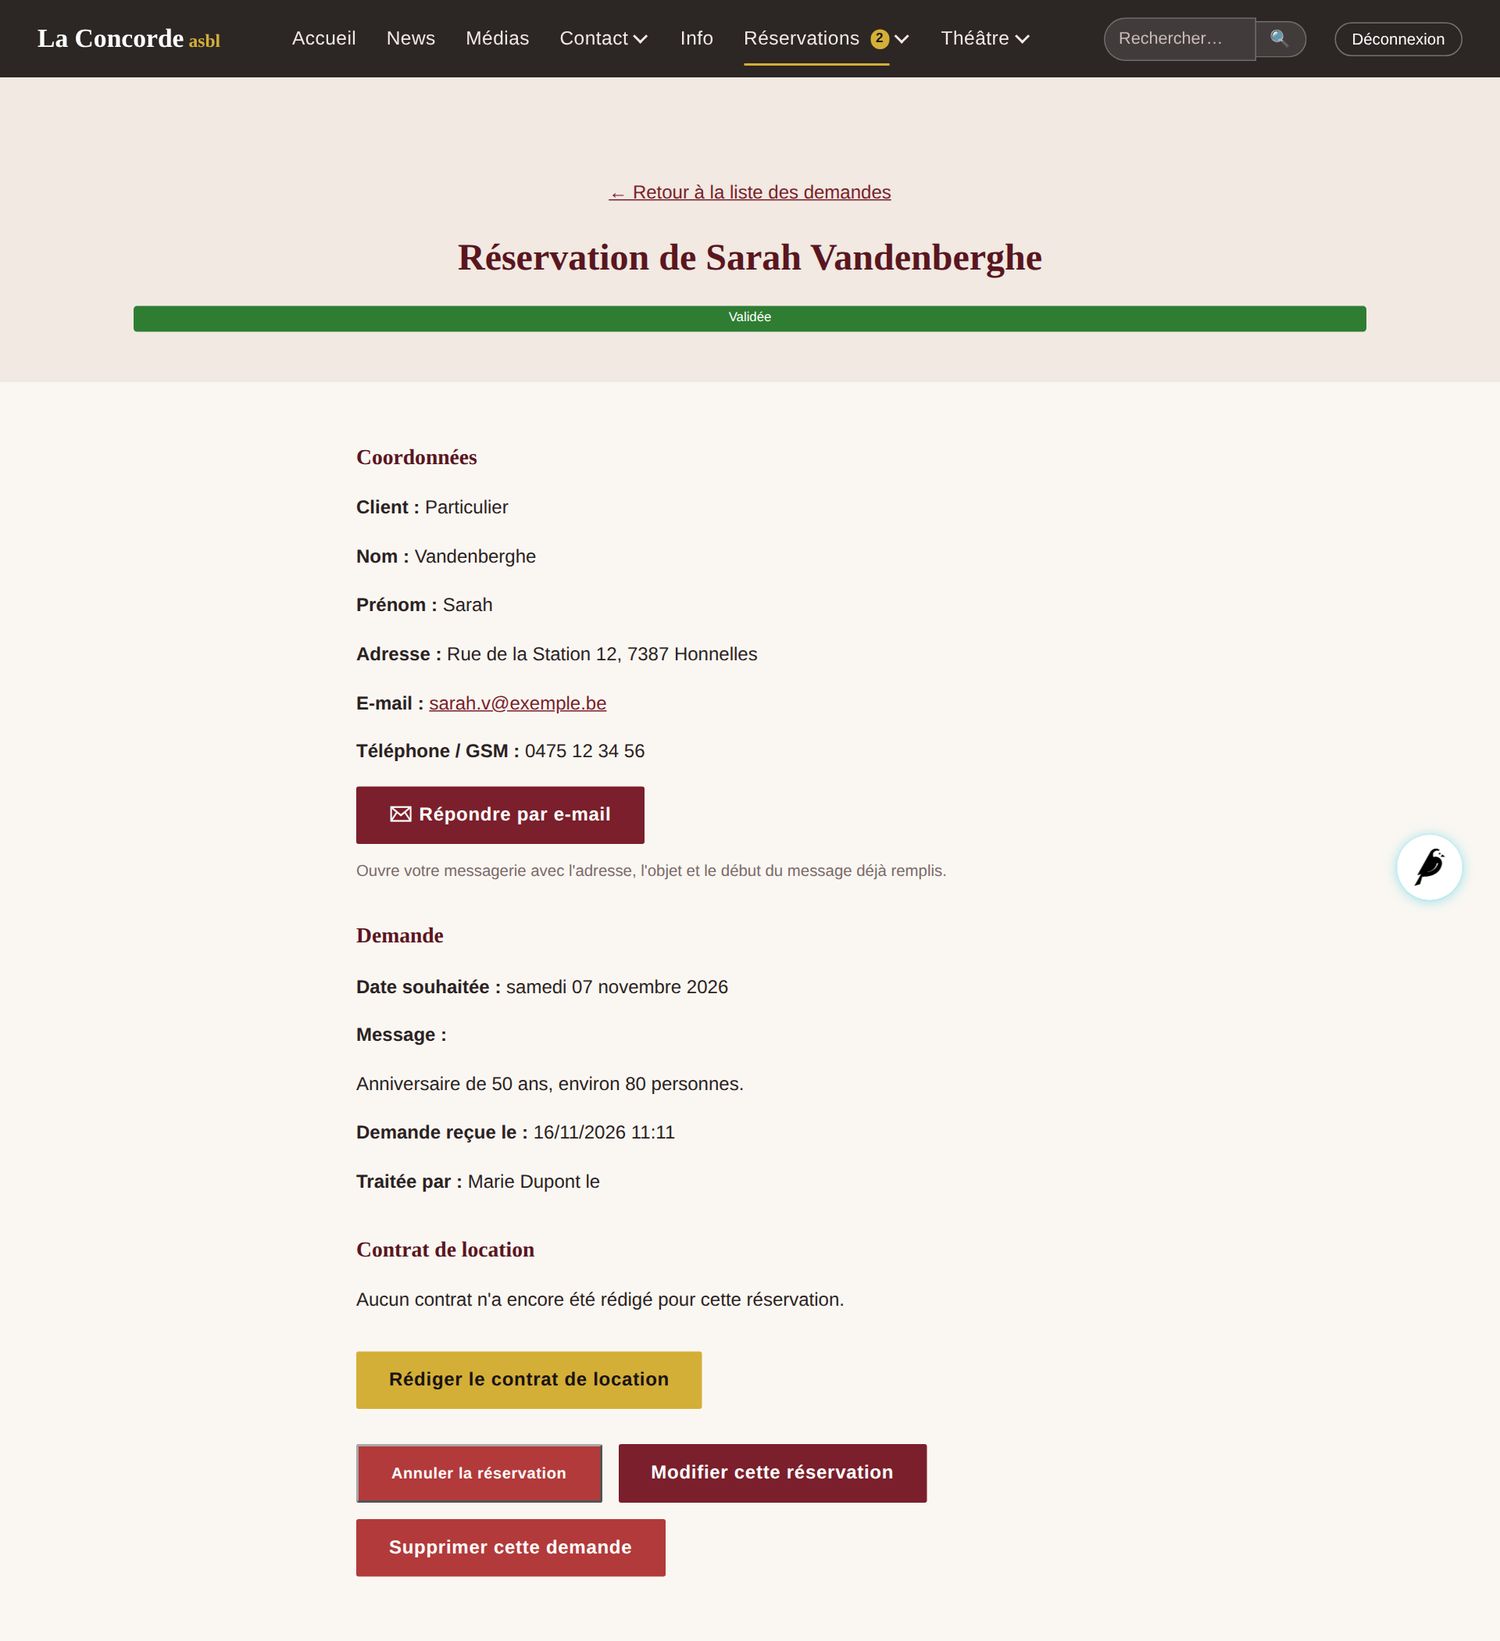 La Concorde asbl
Accueil News Médias Contact Info Réservations 2 Théâtre
Rechercher…
Déconnexion
← Retour à la liste des demandes
Réservation de Sarah Vandenberghe
Validée
Coordonnées
Client : Particulier
Nom : Vandenberghe
Prénom : Sarah
Adresse : Rue de la Station 12, 7387 Honnelles
E-mail : sarah.v@exemple.be
Téléphone / GSM : 0475 12 34 56
Répondre par e-mail
Ouvre votre messagerie avec l'adresse, l'objet et le début du message déjà remplis.
Demande
Date souhaitée : samedi 07 novembre 2026
Message :
Anniversaire de 50 ans, environ 80 personnes.
Demande reçue le : 16/11/2026 11:11
Traitée par : Marie Dupont le
Contrat de location
Aucun contrat n'a encore été rédigé pour cette réservation.
Rédiger le contrat de location
Annuler la réservation
Modifier cette réservation
Supprimer cette demande